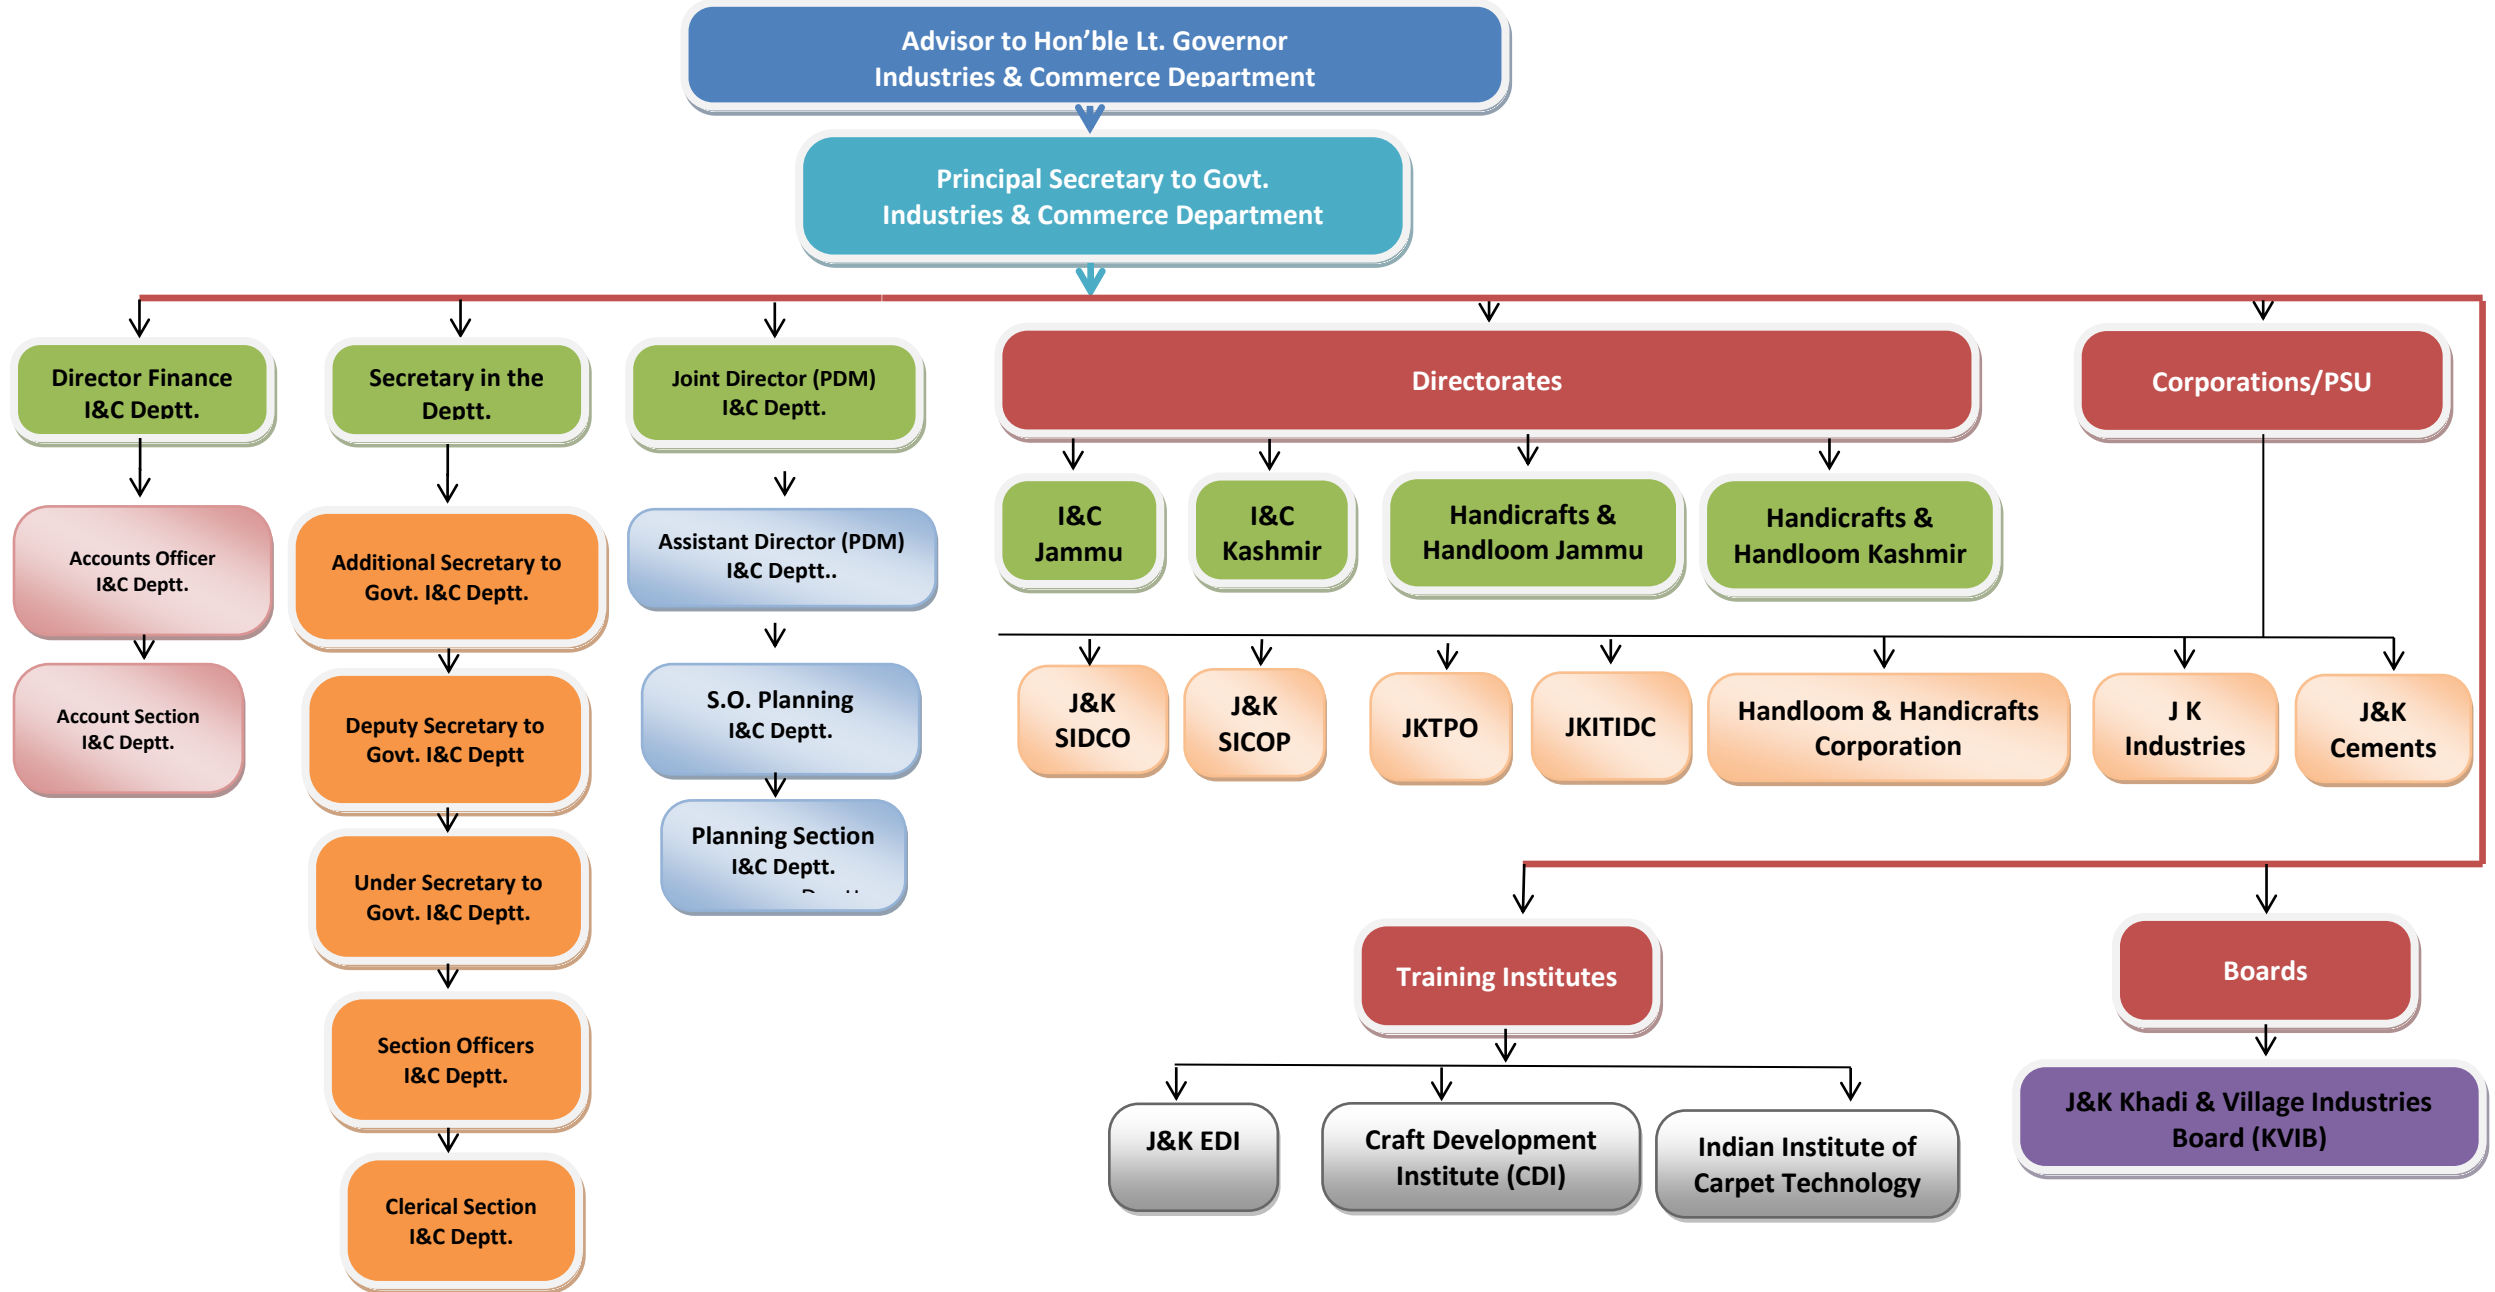 Advisor to Hon’ble Lt. Governor
Industries & Commerce Department
Principal Secretary to Govt.
Industries & Commerce Department
Director Finance
I&C Deptt.
Secretary in the
Deptt.
Joint Director (PDM)
I&C Deptt.
Directorates
Corporations/PSU
Accounts Officer
I&C Deptt.
Account Section
I&C Deptt.
Additional Secretary to
Govt. I&C Deptt.
Deputy Secretary to
Govt. I&C Deptt
Under Secretary to
Govt. I&C Deptt.
Section Officers
I&C Deptt.
Clerical Section
I&C Deptt.
Assistant Director (PDM)
I&C Deptt..
S.O. Planning
I&C Deptt.
Planning Section
I&C Deptt.
I&C
Jammu
I&C
Kashmir
Handicrafts &
Handloom Jammu
Handicrafts &
Handloom Kashmir
J&K
SIDCO
J&K
SICOP
JKTPO
JKITIDC
Handloom & Handicrafts
Corporation
J K
Industries
J&K
Cements
Training Institutes
Boards
J&K EDI
Craft Development
Institute (CDI)
Indian Institute of
Carpet Technology
J&K Khadi & Village Industries
Board (KVIB)